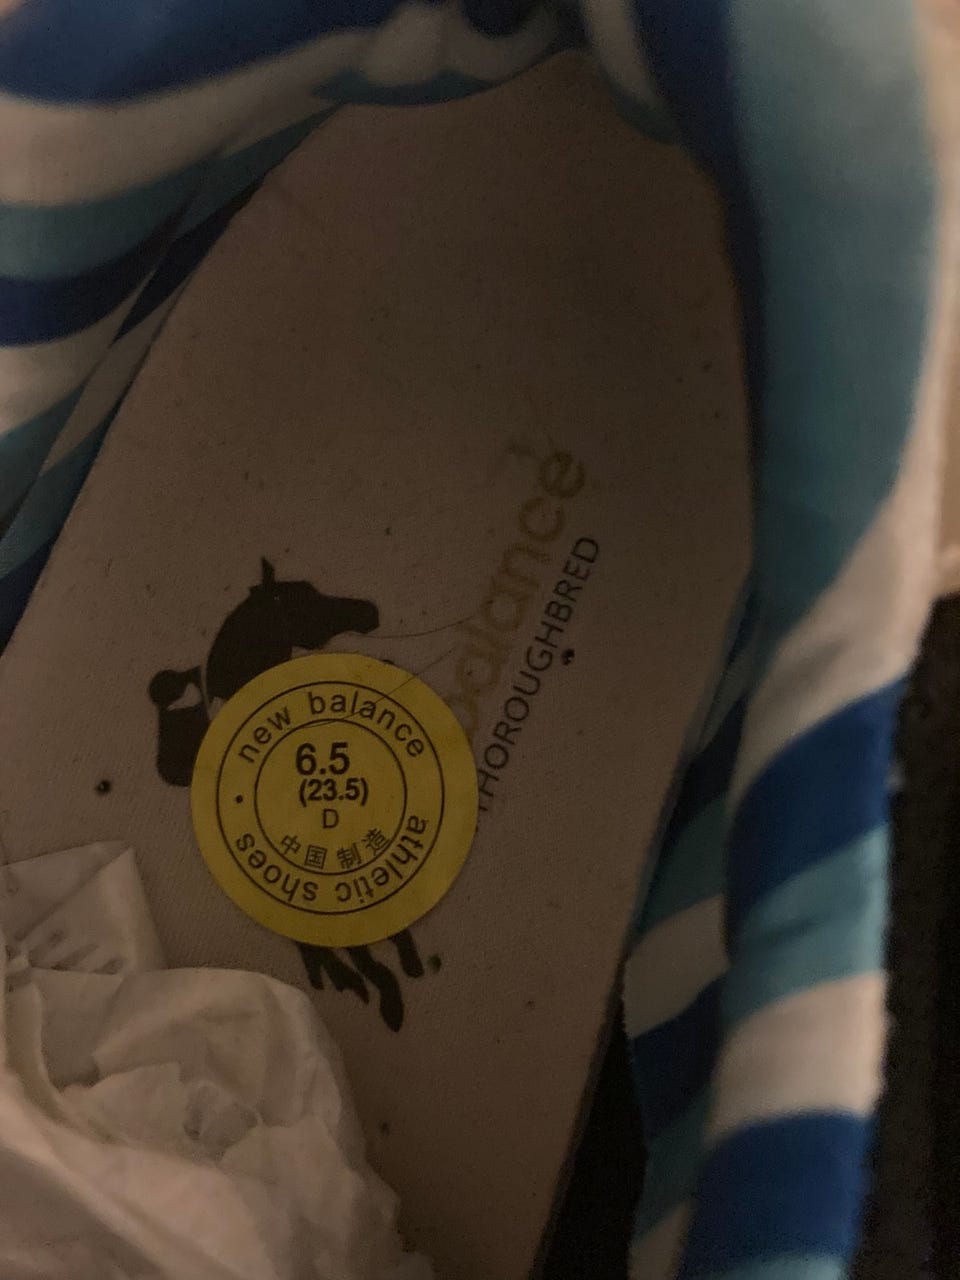 balance
THOROUGHBRED
new balance
6.5
(23.5)
D
中国 制造
athletic shoes